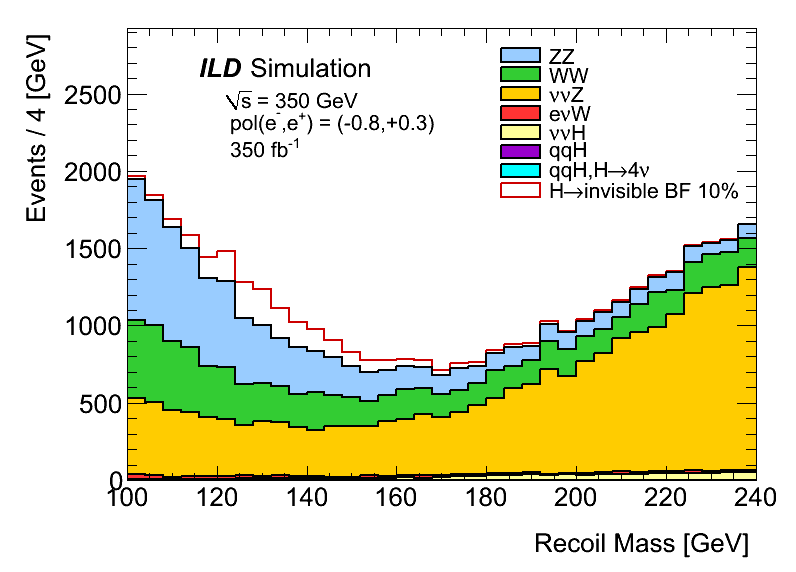 Events / 4 [GeV]
2500
2000
1500
1000
500
0
ILD Simulation
√s = 350 GeV
pol(e⁻,e⁺) = (-0.8,+0.3)
350 fb⁻¹
ZZ
WW
ννZ
eνW
ννH
qqH
qqH,H→4ν
H→invisible BF 10%
100 120 140 160 180 200 220 240
Recoil Mass [GeV]